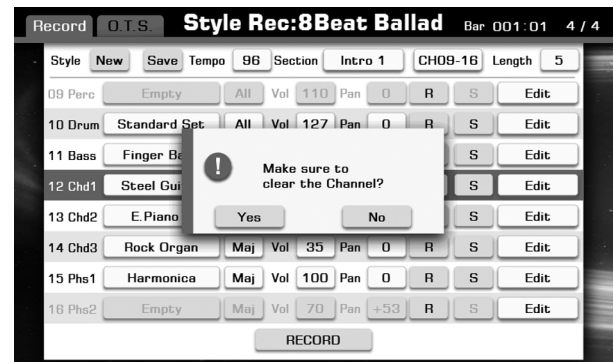 Record O.T.S. Style Rec:8Beat Ballad Bar 001:01 4 / 4
Style New Save Tempo 96 Section Intro 1 CH09-16 Length 5
09 Perc Empty All Vol 110 Pan 0 R S Edit
10 Drum Standard Set All Vol 127 Pan 0 R S Edit
11 Bass Finger S Edit
12 Chd1 Steel S Edit
13 Chd2 E.Piano S Edit
14 Chd3 Rock Organ Maj Vol 35 Pan 0 R S Edit
15 Phs1 Harmonica Maj Vol 100 Pan 0 R S Edit
16 Phs2 Empty Maj Vol 70 Pan +53 R S Edit
RECORD
!
Make sure to
clear the Channel?
Yes No